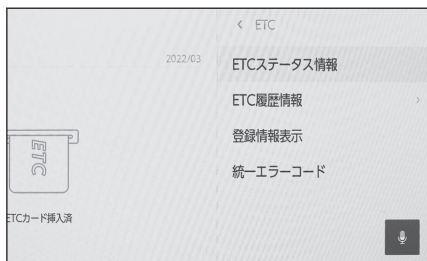 < ETC
2022/03
ETCステータス情報
ETC履歴情報
登録情報表示
統一エラーコード
ETC
ETCカード挿入済